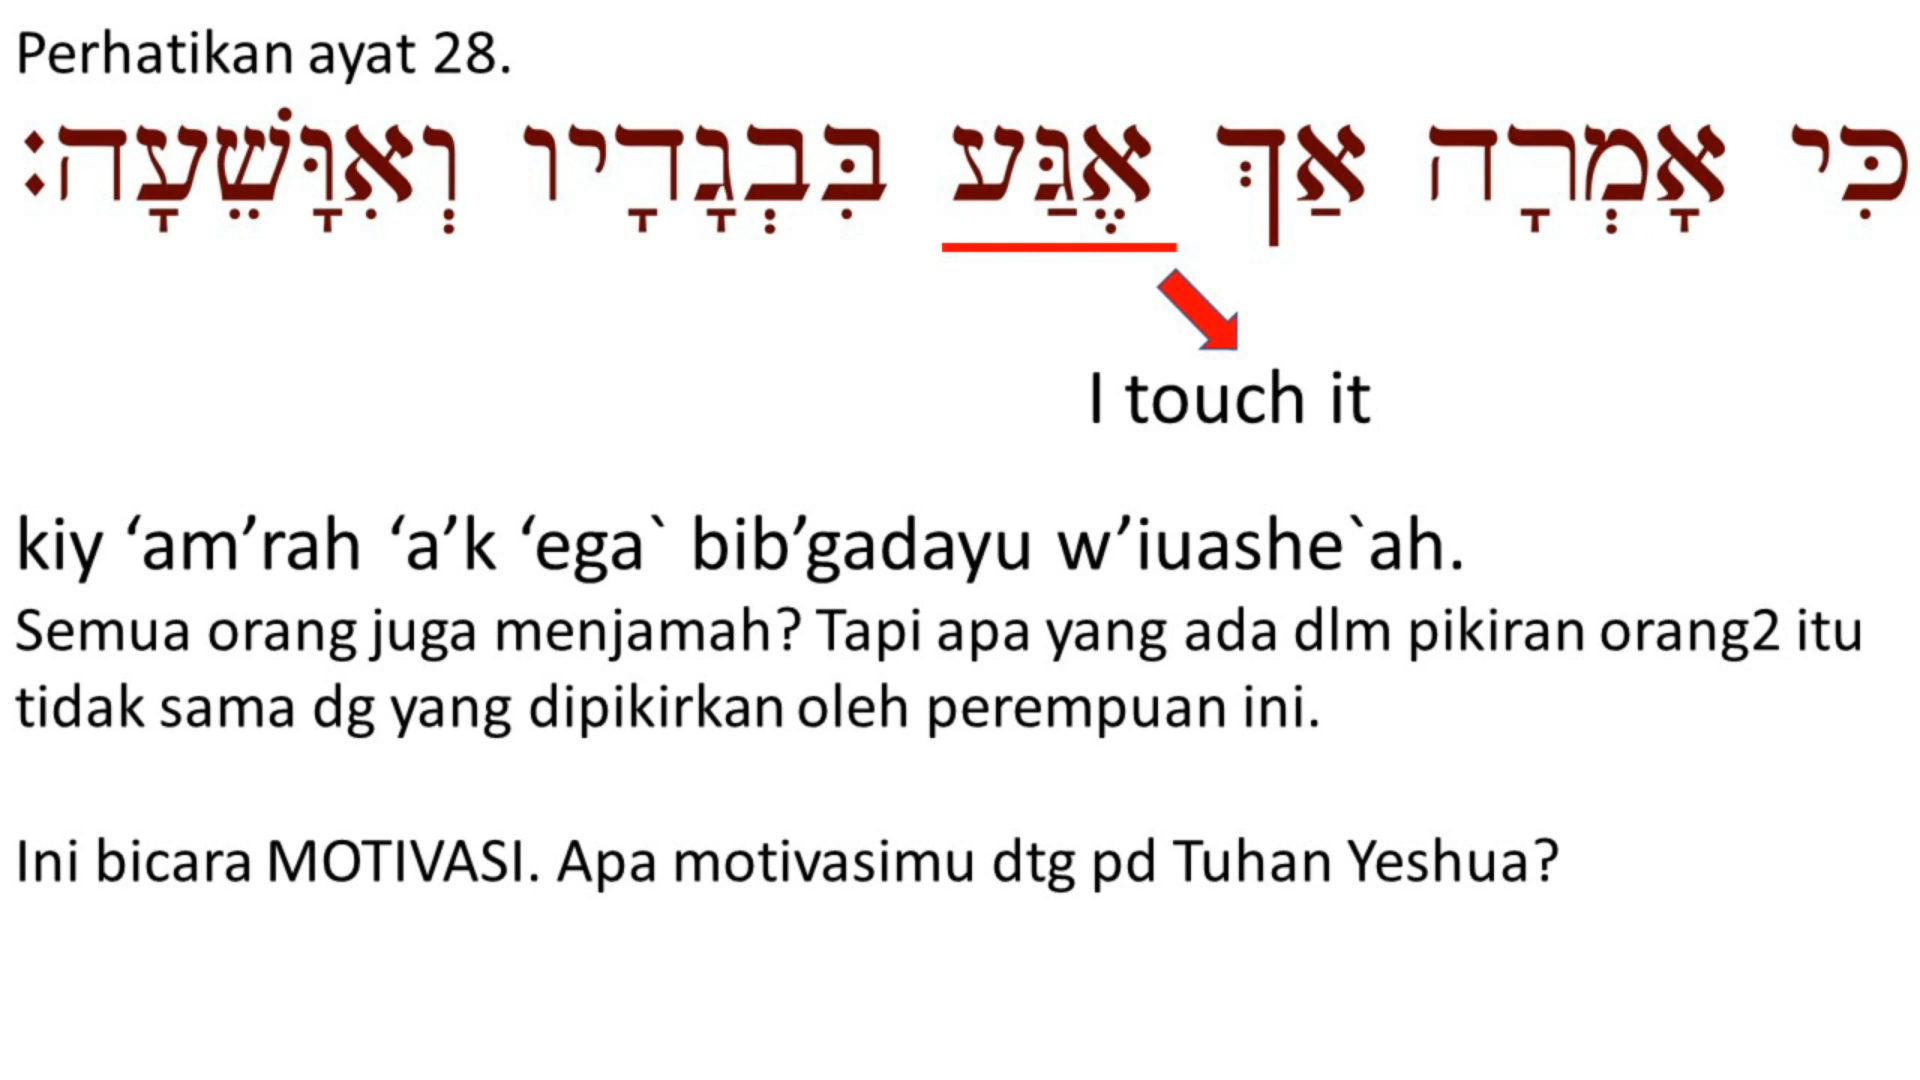 Perhatikan ayat 28.
כִּי אָמְרָה אַךְ אֶגַּע בִּבְגָדָיו וְאִוָּשֵׁעָה׃
I touch it
kiy ‘am’rah ‘a’k ‘ega` bib’gadayu w’iuashe`ah.
Semua orang juga menjamah? Tapi apa yang ada dlm pikiran orang2 itu
tidak sama dg yang dipikirkan oleh perempuan ini.
Ini bicara MOTIVASI. Apa motivasimu dtg pd Tuhan Yeshua?